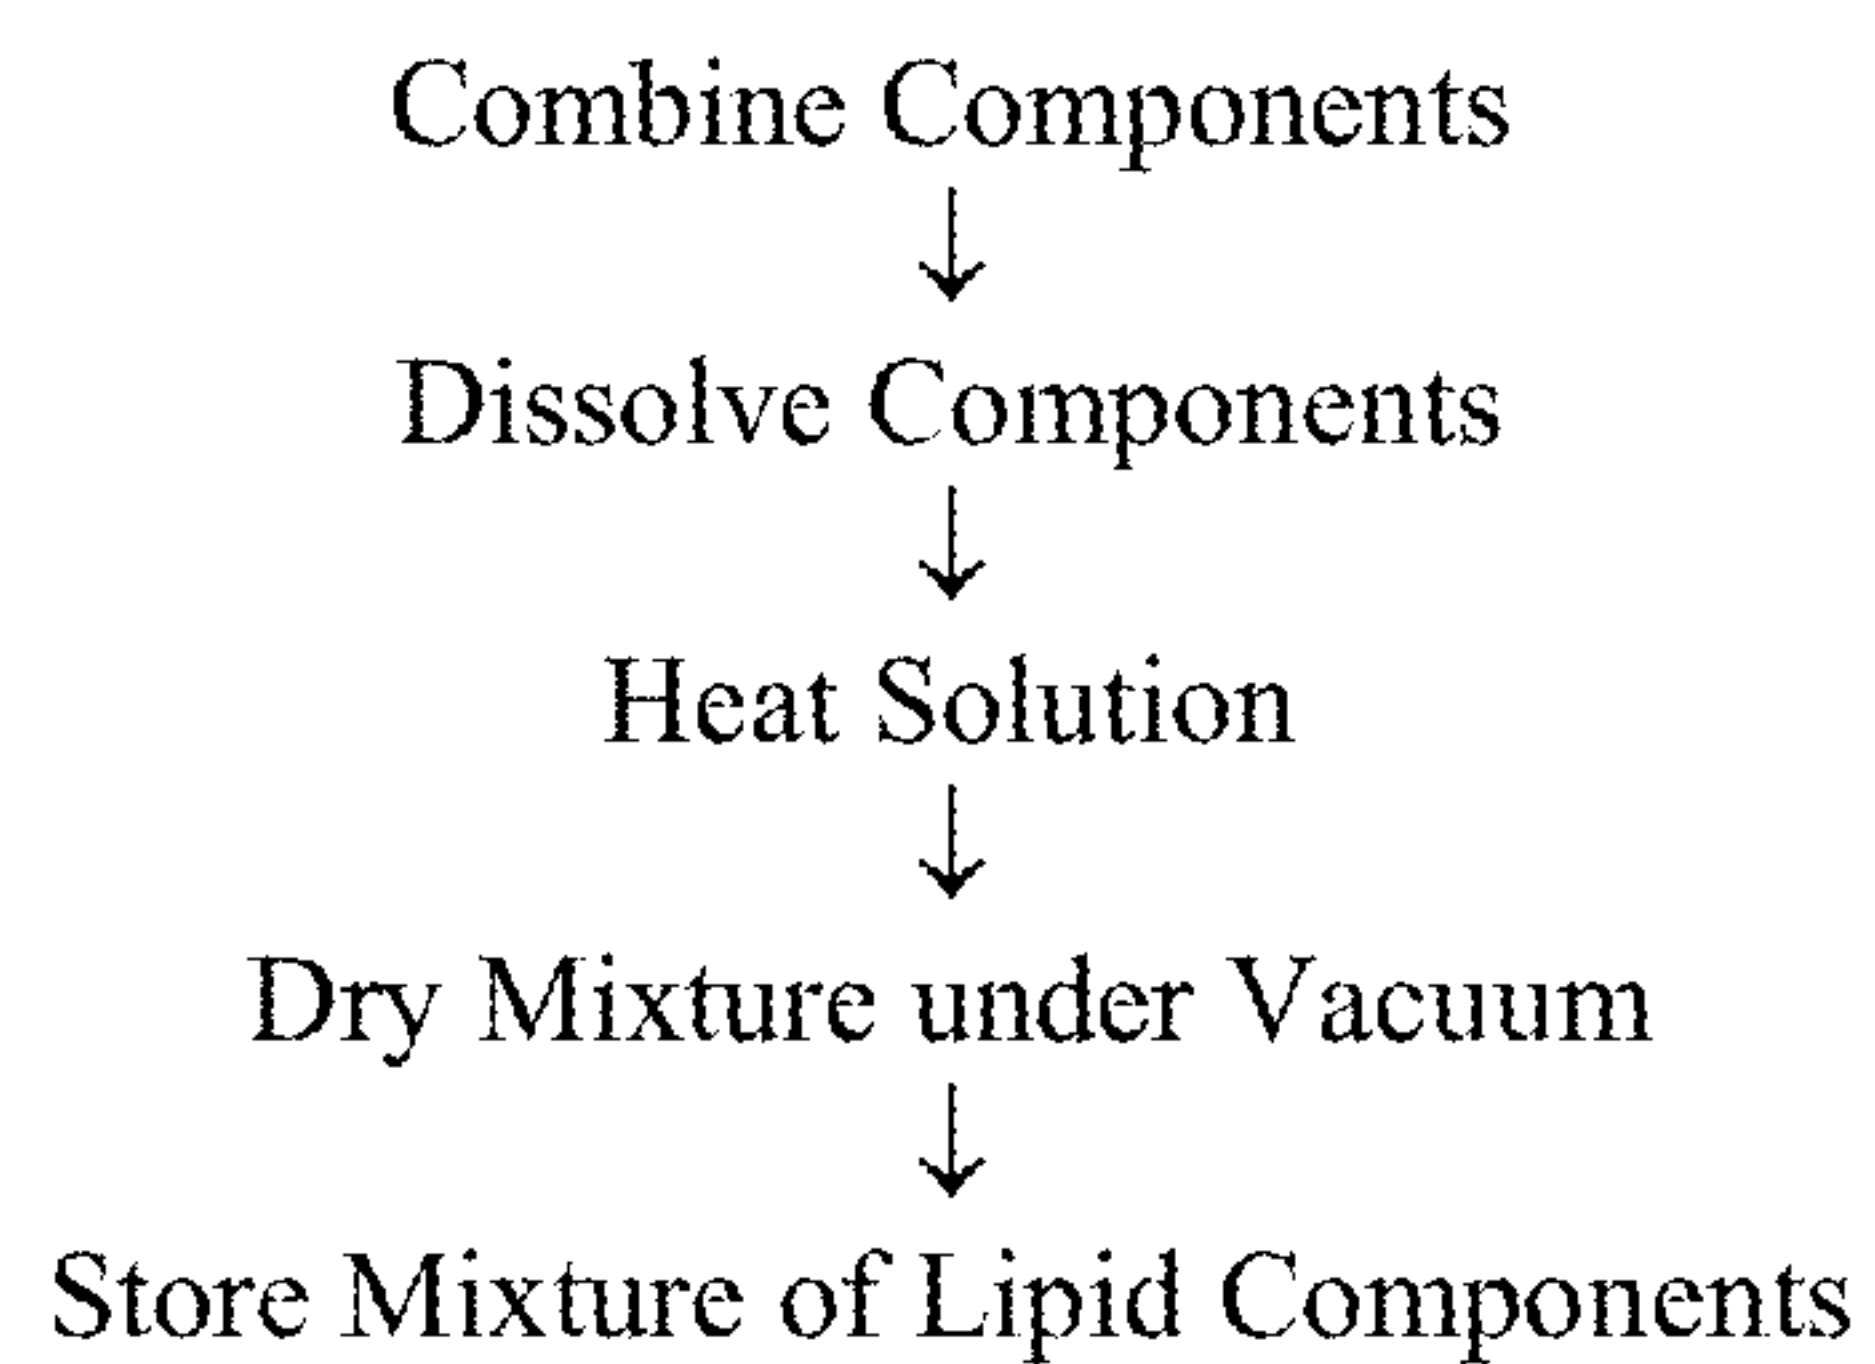 Combine Components
Dissolve Components
Heat Solution
Dry Mixture under Vacuum
Store Mixture of Lipid Components